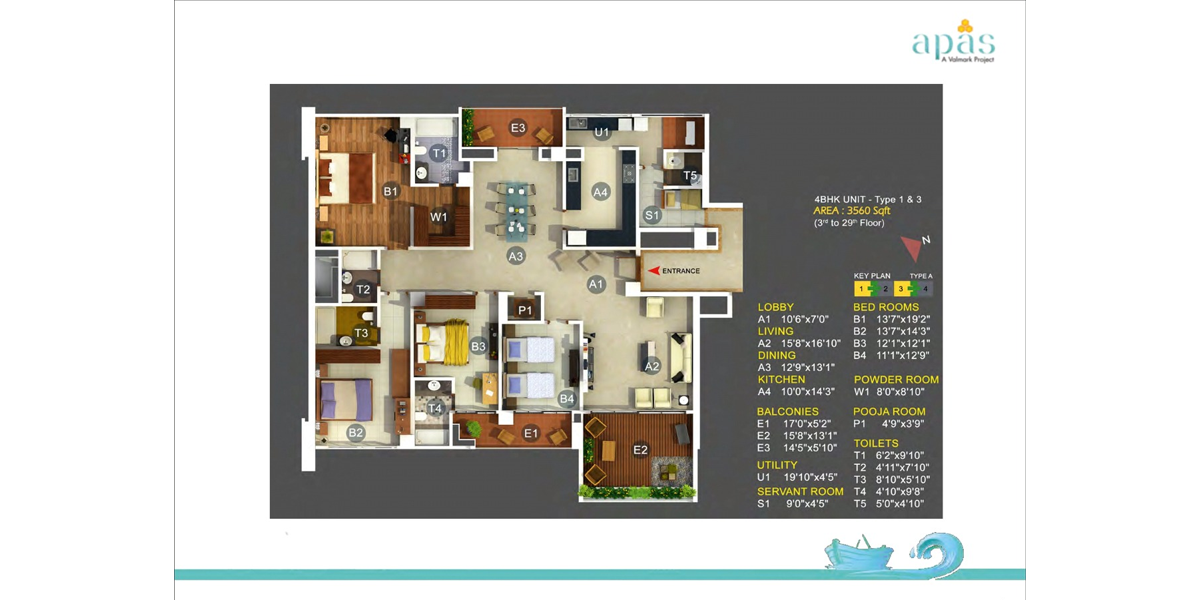 apas
A Valmark Project
4BHK UNIT - Type 1 & 3
AREA : 3560 Sqft
(3rd to 29th Floor)
N
KEY PLAN TYPE A
1 2 3 4
LOBBY
A1 10'6"x7'0"
LIVING
A2 15'8"x16'10"
DINING
A3 12'9"x13'1"
KITCHEN
A4 10'0"x14'3"
BALCONIES
E1 17'0"x5'2"
E2 15'8"x13'1"
E3 14'5"x5'10"
UTILITY
U1 19'10"x4'5"
SERVANT ROOM
S1 9'0"x4'5"
BED ROOMS
B1 13'7"x19'2"
B2 13'7"x14'3"
B3 12'1"x12'1"
B4 11'1"x12'9"
POWDER ROOM
W1 8'0"x8'10"
POOJA ROOM
P1 4'9"x3'9"
TOILETS
T1 6'2"x9'10"
T2 4'11"x7'10"
T3 8'10"x5'10"
T4 4'10"x9'8"
T5 5'0"x4'10"
E3
U1
T1
T5
B1
A4
W1
S1
A3
ENTRANCE
A1
T2
P1
T3
B3
A2
B4
T4
B2
E1
E2